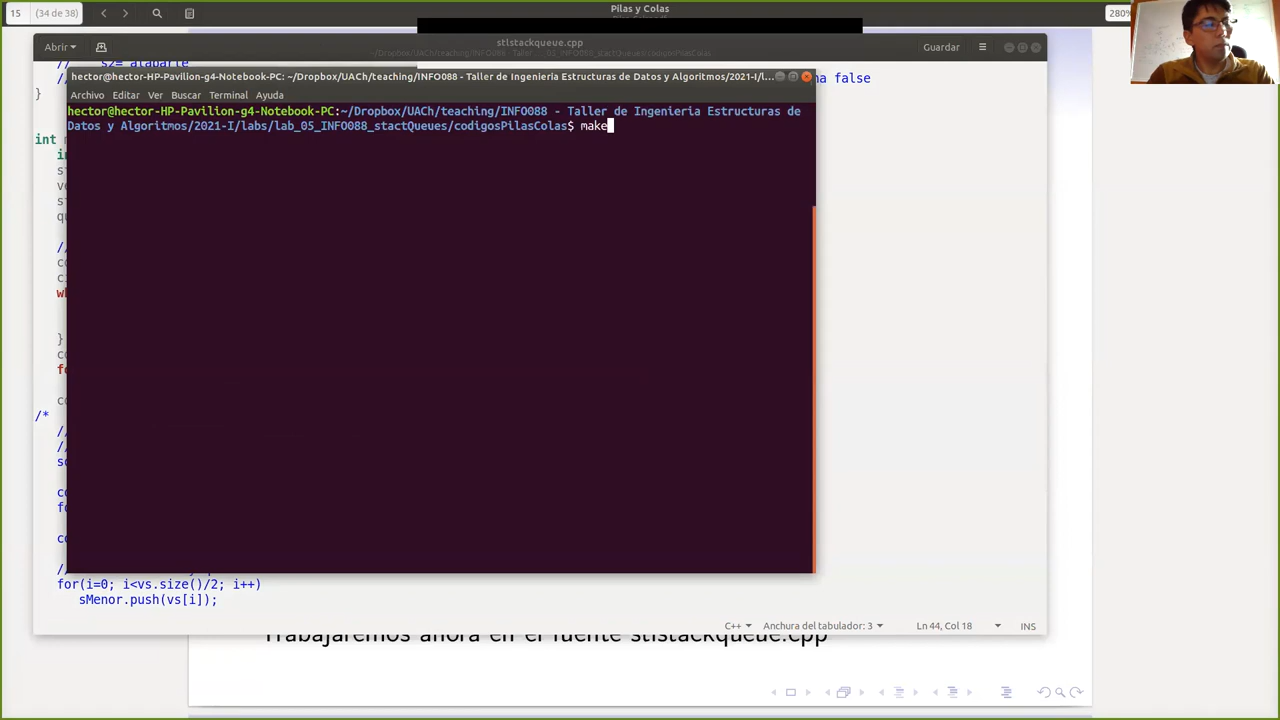 15 (34 de 38)
Pilas y Colas
280%
Abrir
stlstackqueue.cpp
Guardar
// s2= alabarte
// na false
}
hector@hector-HP-Pavilion-g4-Notebook-PC: ~/Dropbox/UACh/teaching/INFO088 - Taller de Ingenieria Estructuras de Datos y Algoritmos/2021-I/l...
Archivo Editar Ver Buscar Terminal Ayuda
hector@hector-HP-Pavilion-g4-Notebook-PC:~/Dropbox/UACh/teaching/INFO088 - Taller de Ingenieria Estructuras de
Datos y Algoritmos/2021-I/labs/lab_05_INFO088_stactQueues/codigosPilasColas$ make
int
}
/*
for(i=0; i<vs.size()/2; i++)
sMenor.push(vs[i]);
C++ Anchura del tabulador: 3 Ln 44, Col 18 INS
Trabajaremos ahora en el fuente stlstackqueue.cpp